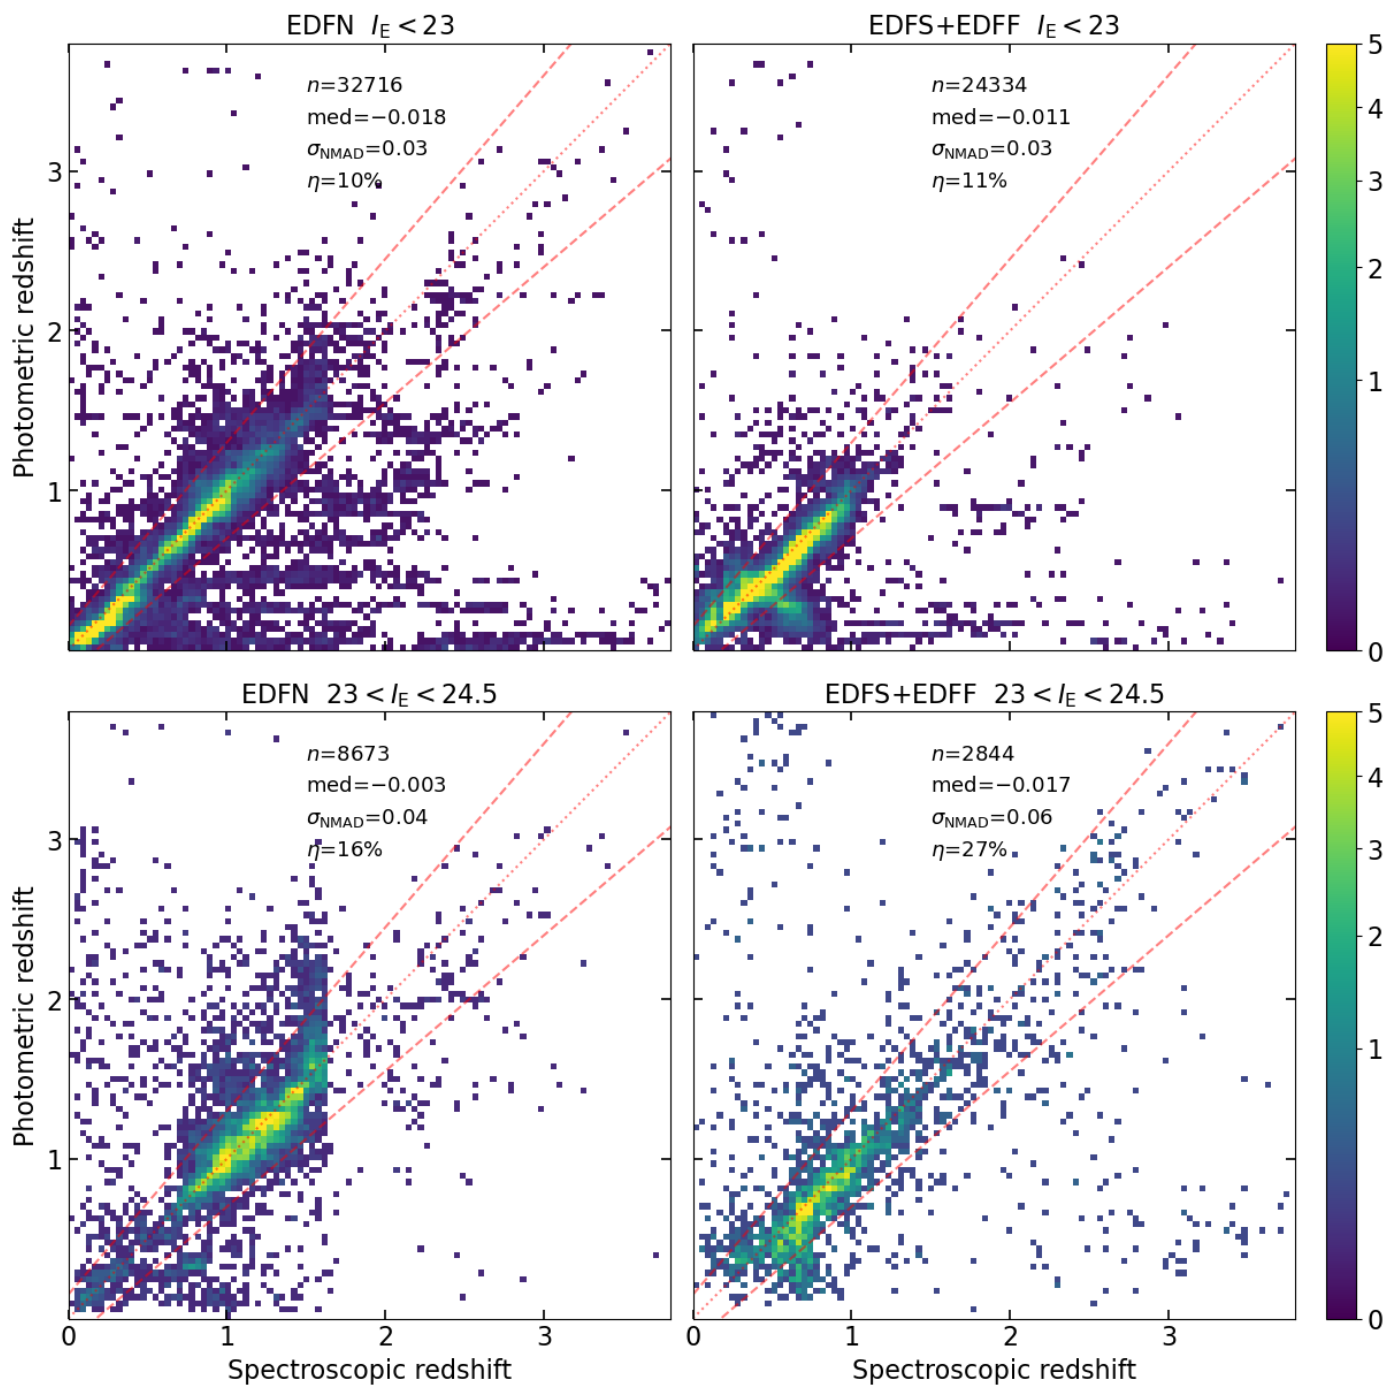 EDFN I_E < 23
EDFS+EDFF I_E < 23
n=32716
med=−0.018
σ_NMAD=0.03
η=10%
n=24334
med=−0.011
σ_NMAD=0.03
η=11%
3
2
1
Photometric redshift
5
4
3
2
1
0
EDFN 23 < I_E < 24.5
EDFS+EDFF 23 < I_E < 24.5
n=8673
med=−0.003
σ_NMAD=0.04
η=16%
n=2844
med=−0.017
σ_NMAD=0.06
η=27%
3
2
1
Photometric redshift
5
4
3
2
1
0
0 1 2 3
0 1 2 3
Spectroscopic redshift
Spectroscopic redshift